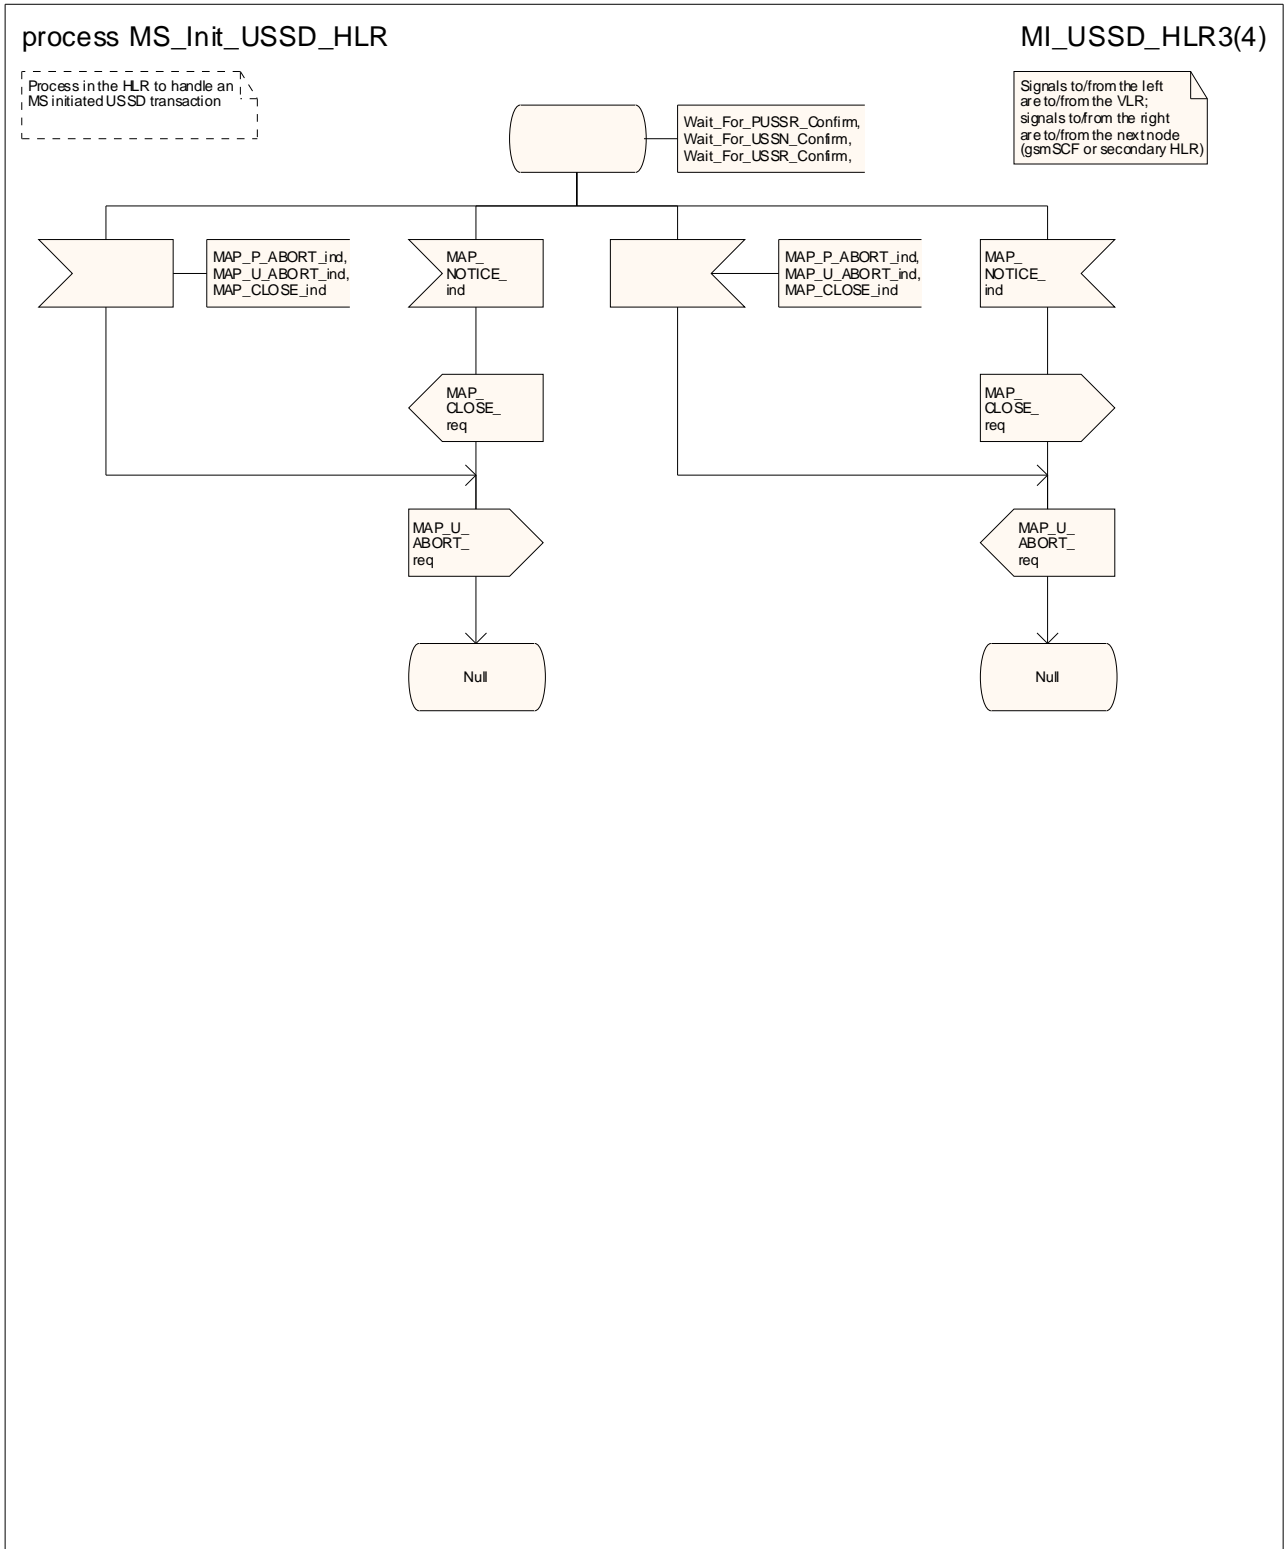 process MS_Init_USSD_HLR
MI_USSD_HLR3(4)
Process in the HLR to handle an
MS initiated USSD transaction
Signals to/from the left
are to/from the VLR;
signals to/from the right
are to/from the next node
(gsmSCF or secondary HLR)
Wait_For_PUSSR_Confirm,
Wait_For_USSN_Confirm,
Wait_For_USSR_Confirm,
MAP_P_ABORT_ind,
MAP_U_ABORT_ind,
MAP_CLOSE_ind
MAP_
NOTICE_
ind
MAP_P_ABORT_ind,
MAP_U_ABORT_ind,
MAP_CLOSE_ind
MAP_
NOTICE_
ind
MAP_
CLOSE_
req
MAP_
CLOSE_
req
MAP_U_
ABORT_
req
MAP_U_
ABORT_
req
Null
Null